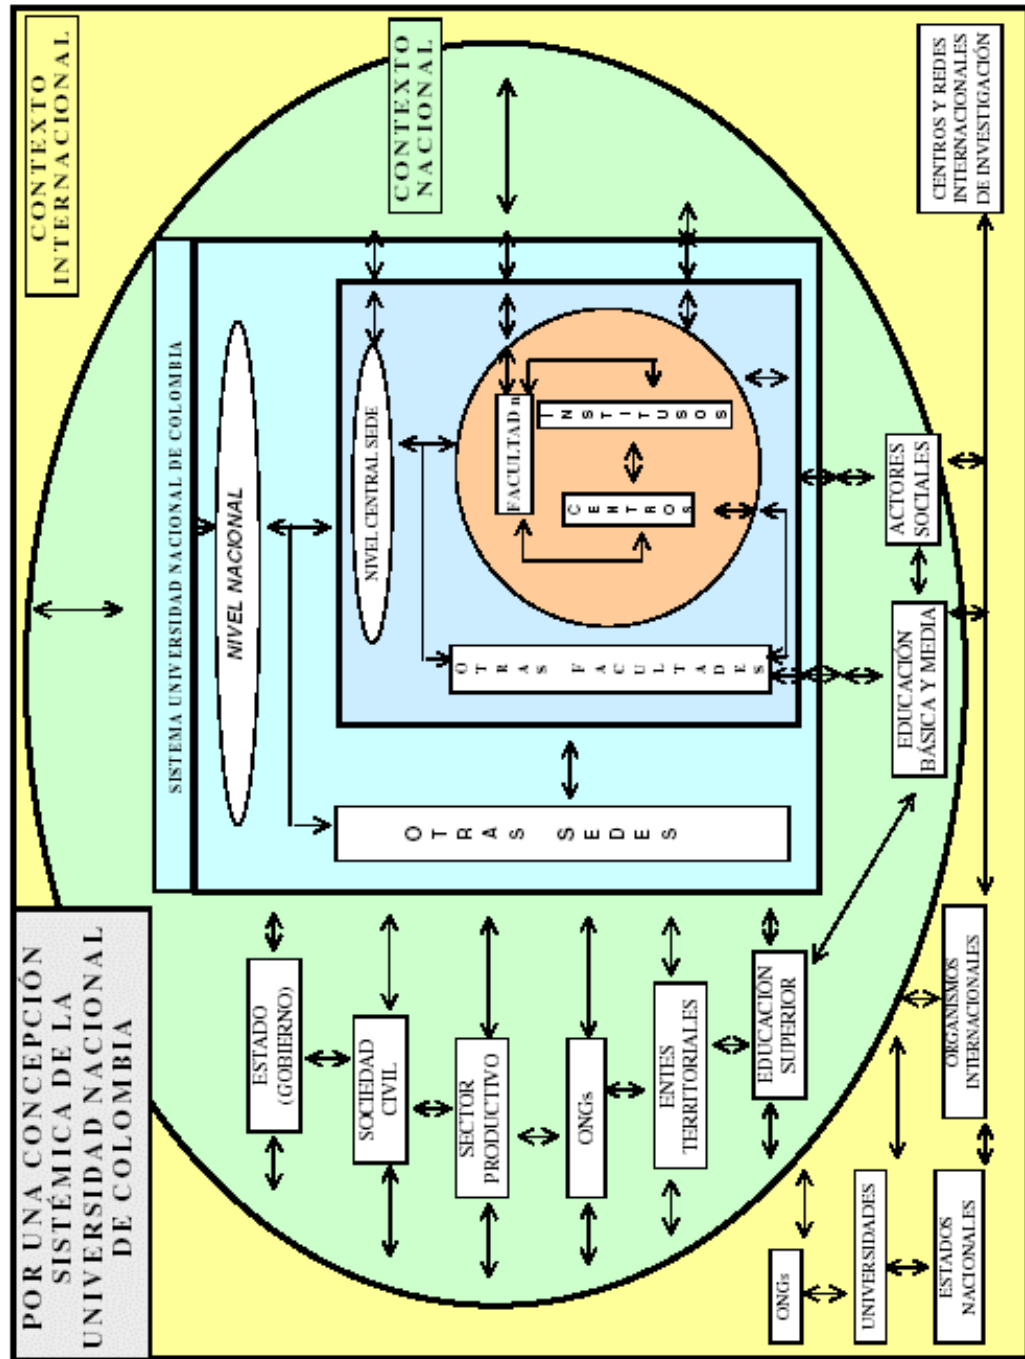 POR UNA CONCEPCIÓN
SISTÉMICA DE LA
UNIVERSIDAD NACIONAL
DE COLOMBIA
CONTEXTO
INTERNACIONAL
CONTEXTO
NACIONAL
SISTEMA UNIVERSIDAD NACIONAL DE COLOMBIA
NIVEL NACIONAL
NIVEL CENTRAL SEDE
FACULTAD n
INSTITUSOS
CENTROS
OTRAS FACULTADES
OTRAS SEDES
ESTADO
(GOBIERNO)
SOCIEDAD
CIVIL
SECTOR
PRODUCTIVO
ONGs
ENTES
TERRITORIALES
EDUCACIÓN
SUPERIOR
EDUCACIÓN
BÁSICA Y MEDIA
ACTORES
SOCIALES
ONGs
UNIVERSIDADES
ESTADOS
NACIONALES
ORGANISMOS
INTERNACIONALES
CENTROS Y REDES
INTERNACIONALES
DE INVESTIGACIÓN